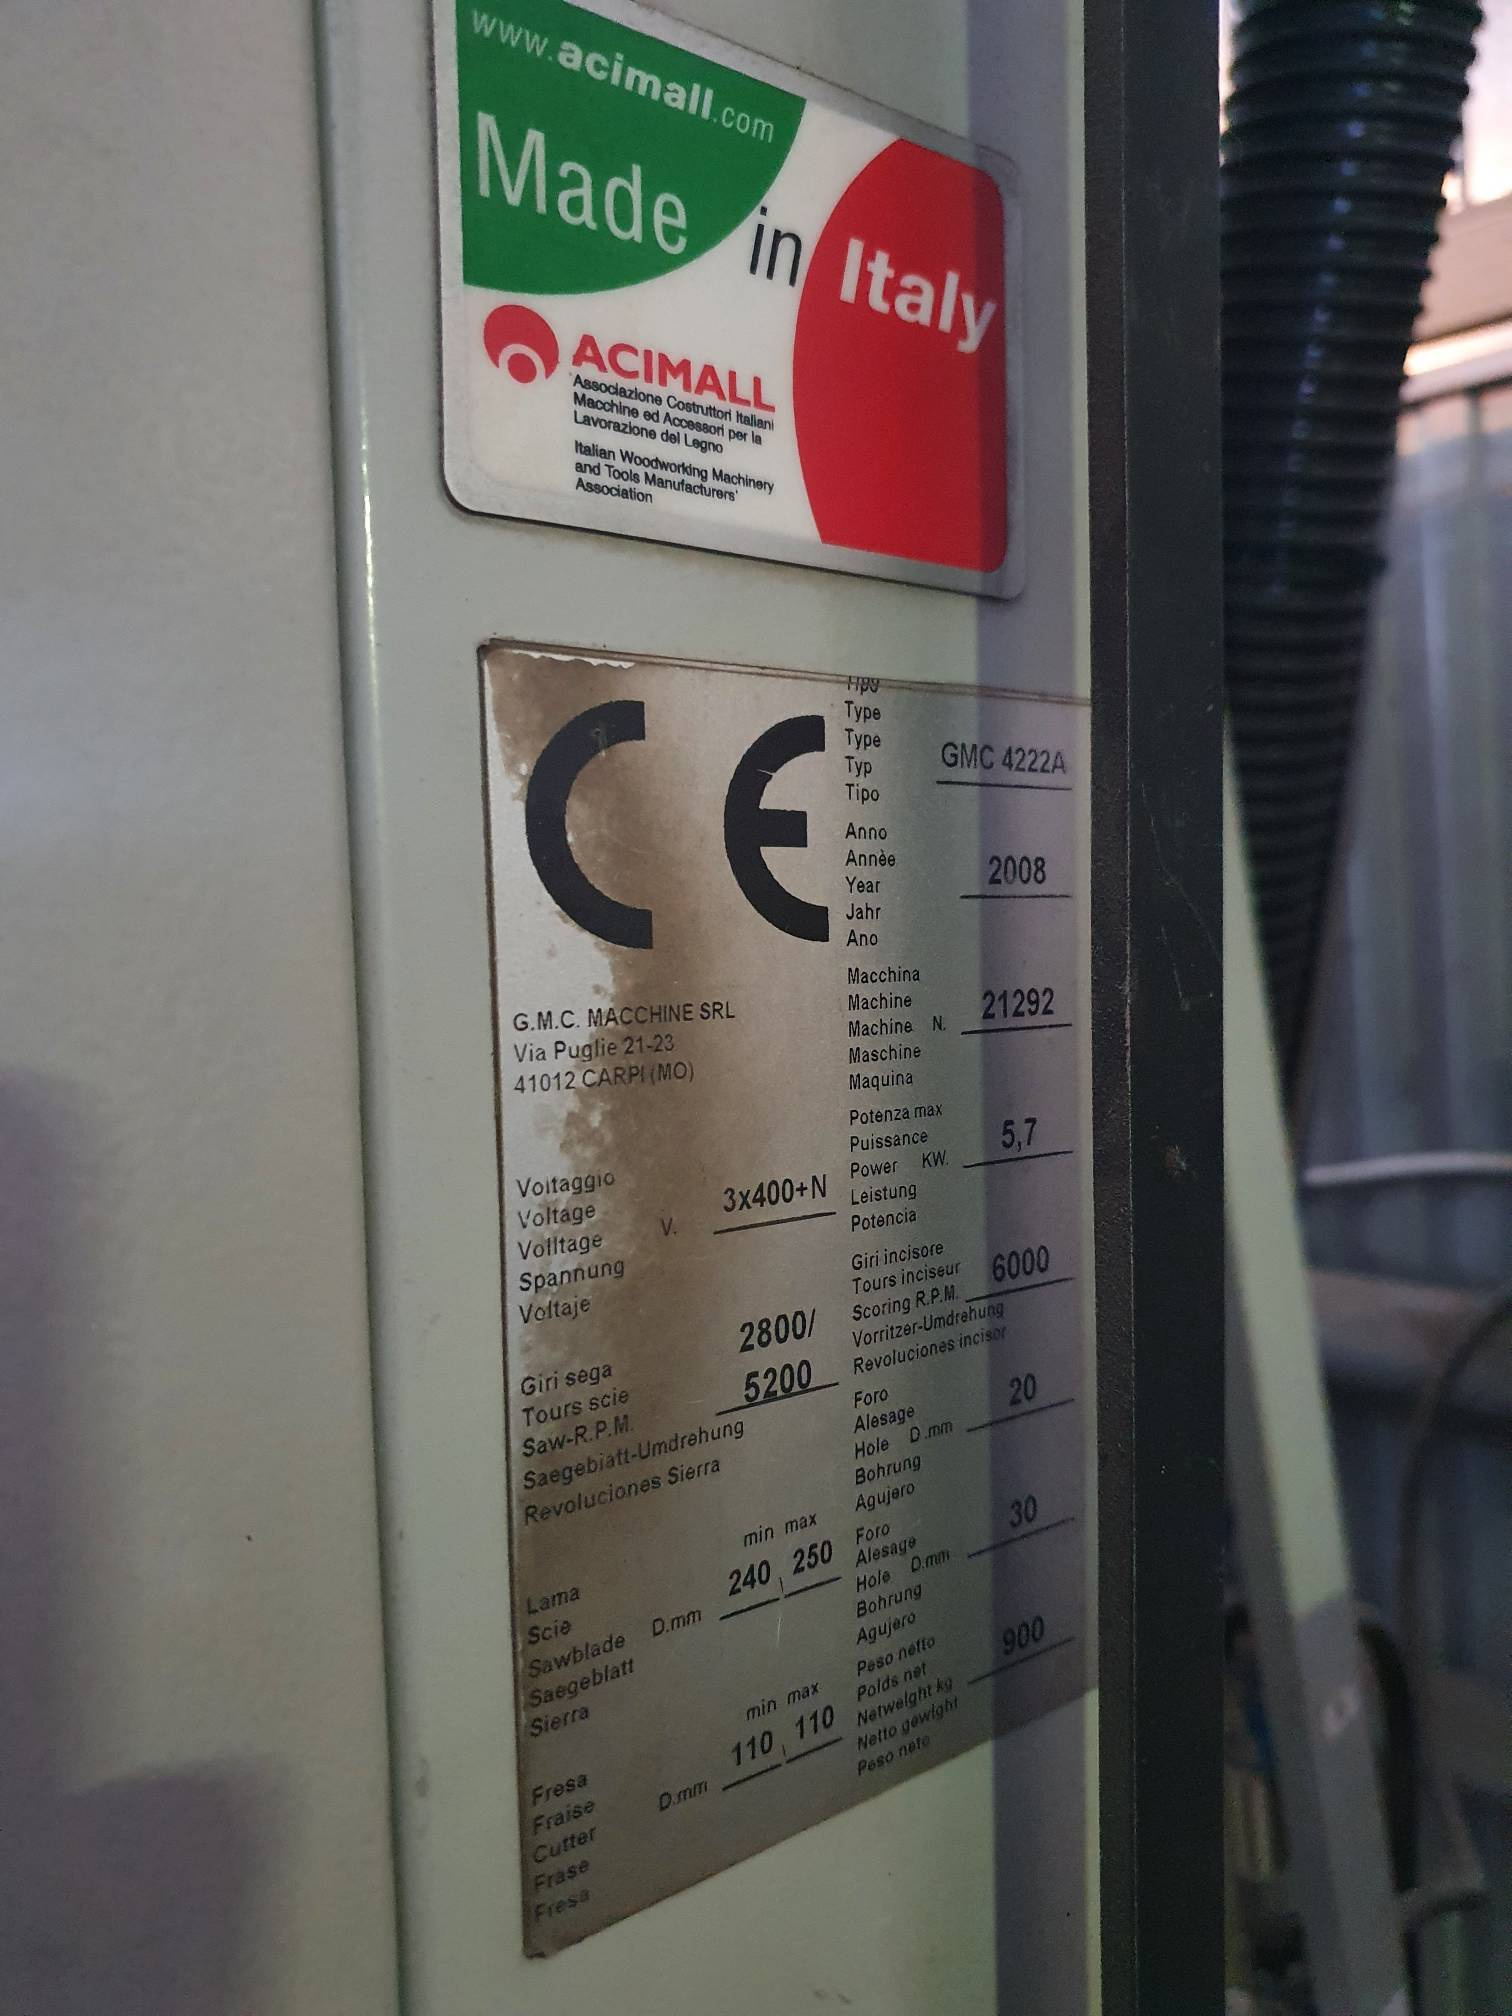 www.acimall.com
Made in Italy
ACIMALL
Associazione Costruttori Italiani
Macchine ed Accessori per la
Lavorazione del Legno
Italian Woodworking Machinery
and Tools Manufacturers'
Association
Tipo
Type
Type
Typ
Tipo
GMC 4222A
Anno
Annèe
Year
Jahr
Ano
2008
G.M.C. MACCHINE SRL
Via Puglie 21-23
41012 CARPI (MO)
Macchina
Machine
Machine N.
Maschine
Maquina
21292
Potenza max
Puissance
Power KW.
Leistung
Potencia
5,7
Voltaggio
Voltage
Volltage
Spannung
Voltaje
V.
3x400+N
Giri incisore
Tours inciseur
Scoring R.P.M.
Vorritzer-Umdrehung
Revoluciones incisor
6000
Giri sega
Tours scie
Saw-R.P.M.
Saegeblatt-Umdrehung
Revoluciones Sierra
2800/
5200
Foro
Alesage
Hole D.mm
Bohrung
Agujero
20
Lama
Scie
Sawblade D.mm
Saegeblatt
Sierra
min max
240 250
Foro
Alesage
Hole D.mm
Bohrung
Agujero
30
Fresa
Fraise
Cutter
Frase
Fresa
D.mm
min max
110 110
Peso netto
Poids net
Netweight kg
Netto gewight
Peso neto
900